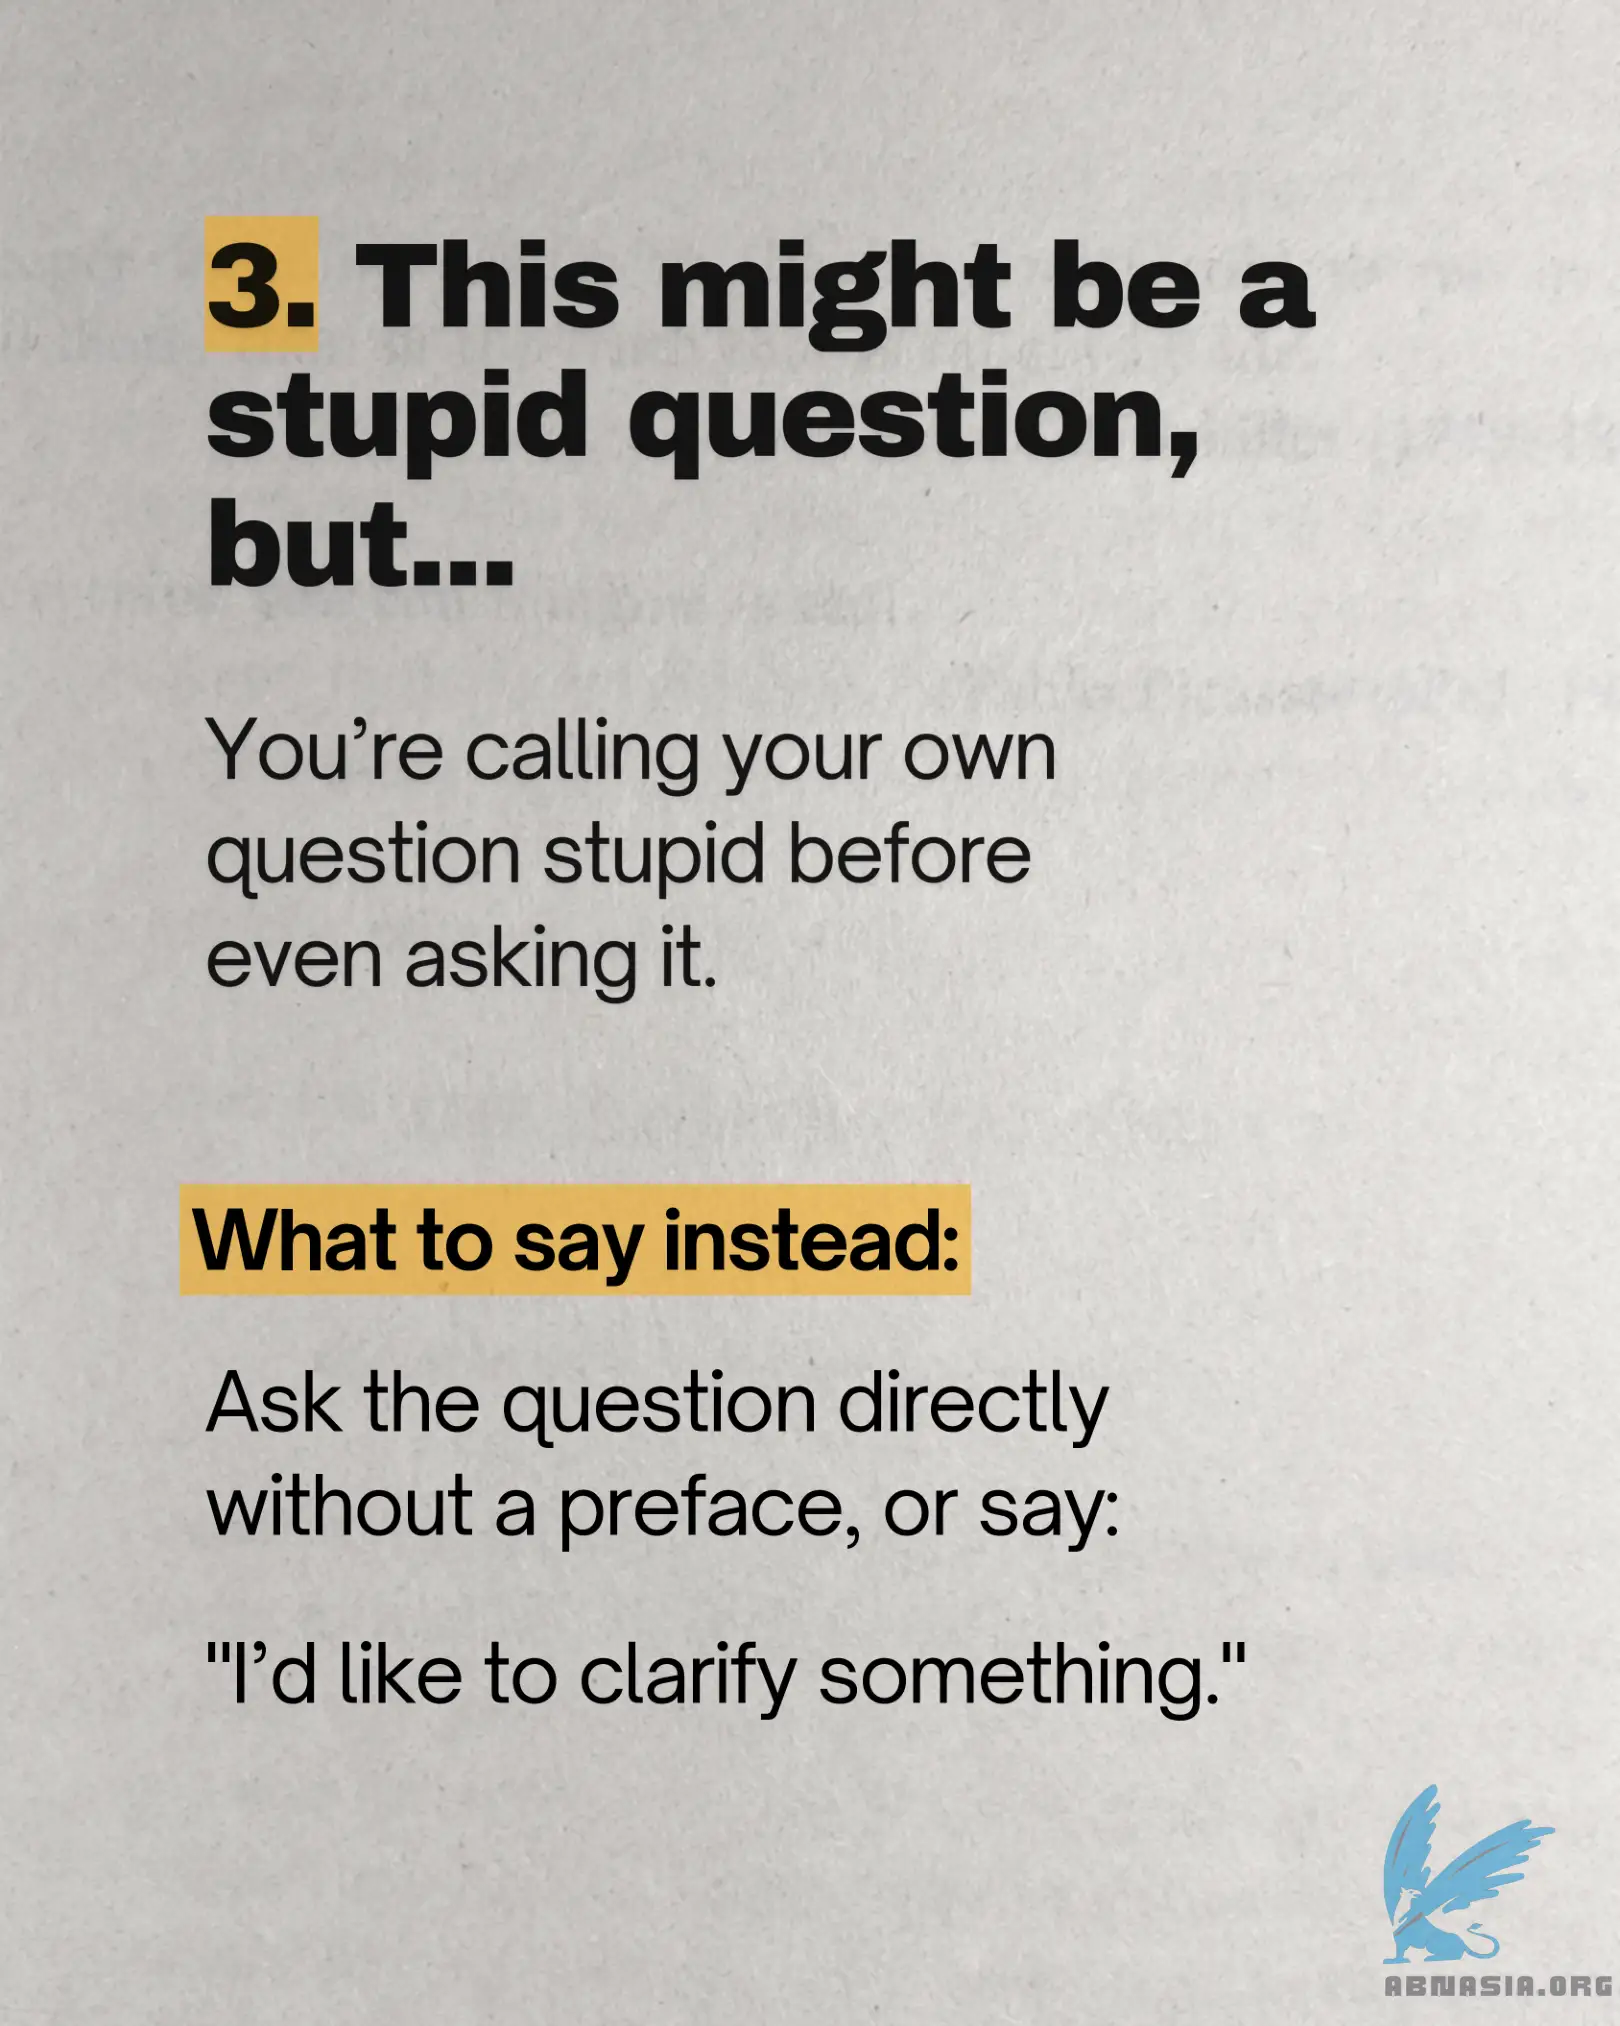 3. This might be a
stupid question,
but...
You’re calling your own
question stupid before
even asking it.
What to say instead:
Ask the question directly
without a preface, or say:
"I’d like to clarify something."
ABNASIA.ORG